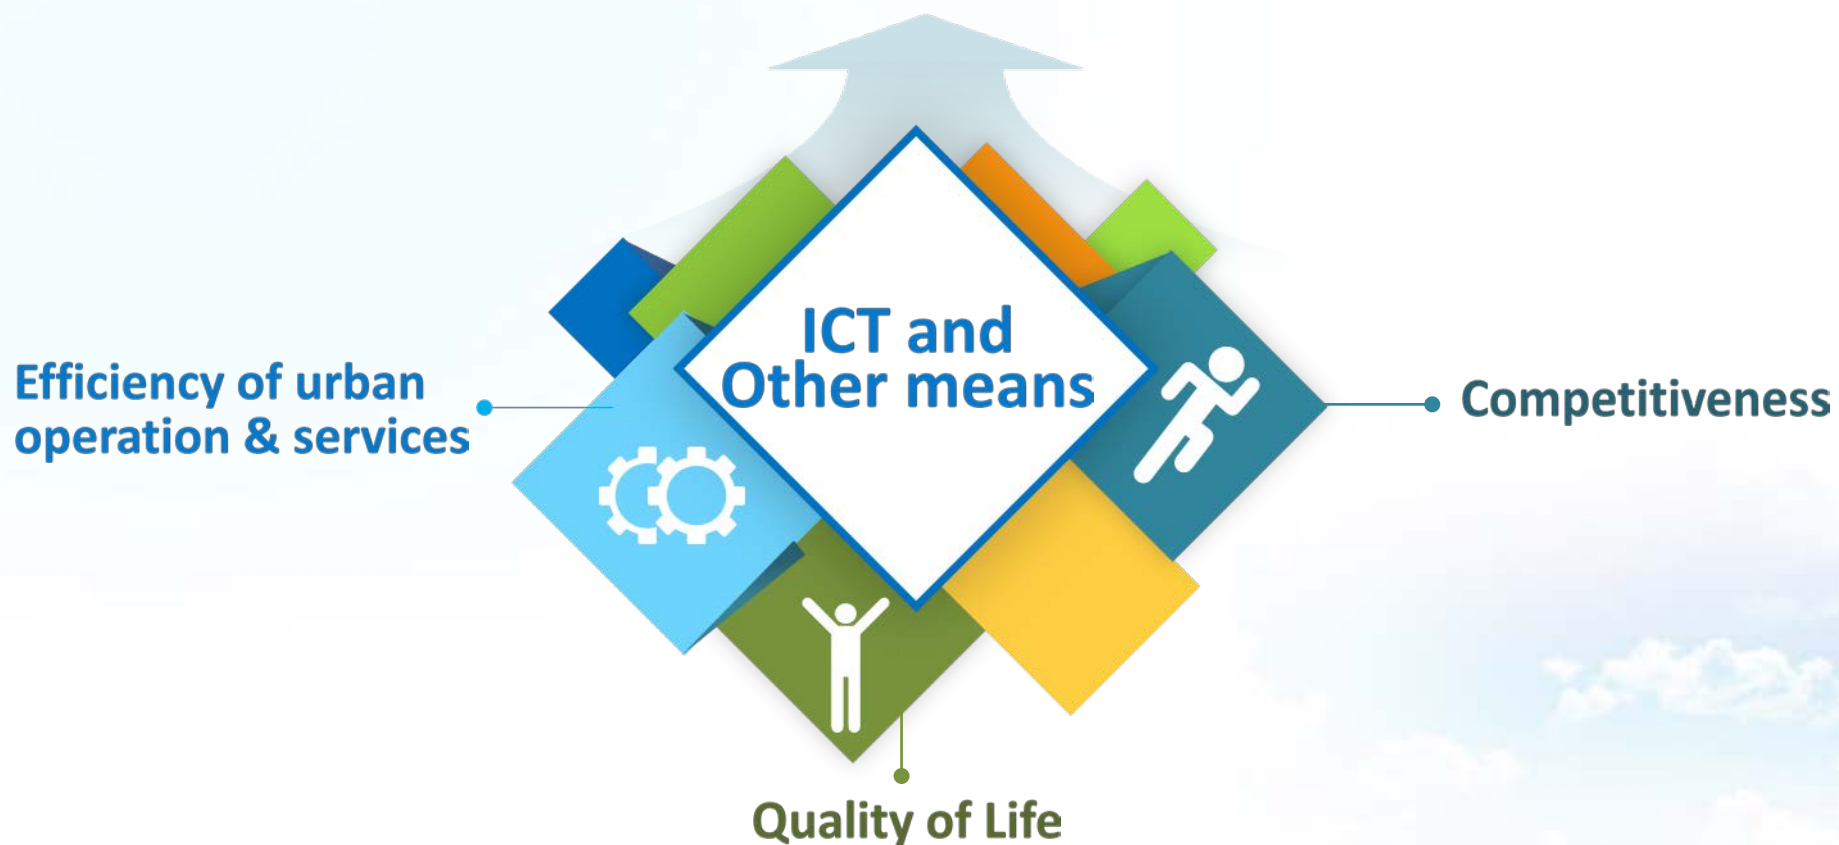 ICT and
Other means
Efficiency of urban
operation & services
Competitiveness
Quality of Life